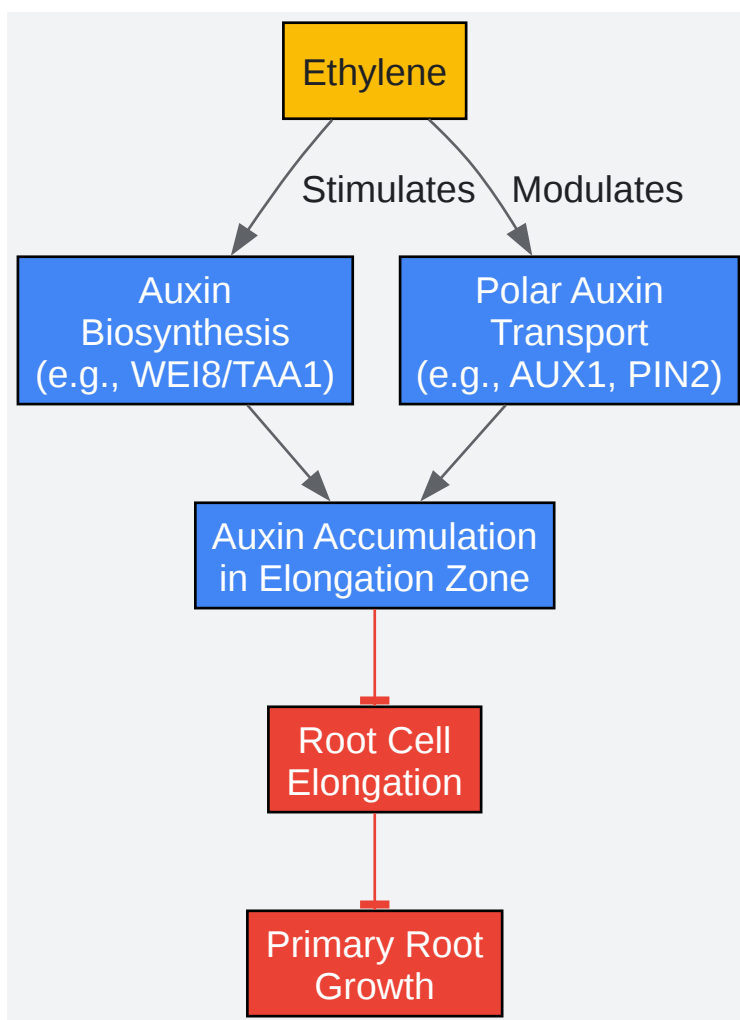 Ethylene
Stimulates
Modulates
Auxin
Biosynthesis
(e.g., WEI8/TAA1)
Polar Auxin
Transport
(e.g., AUX1, PIN2)
Auxin Accumulation
in Elongation Zone
Root Cell
Elongation
Primary Root
Growth